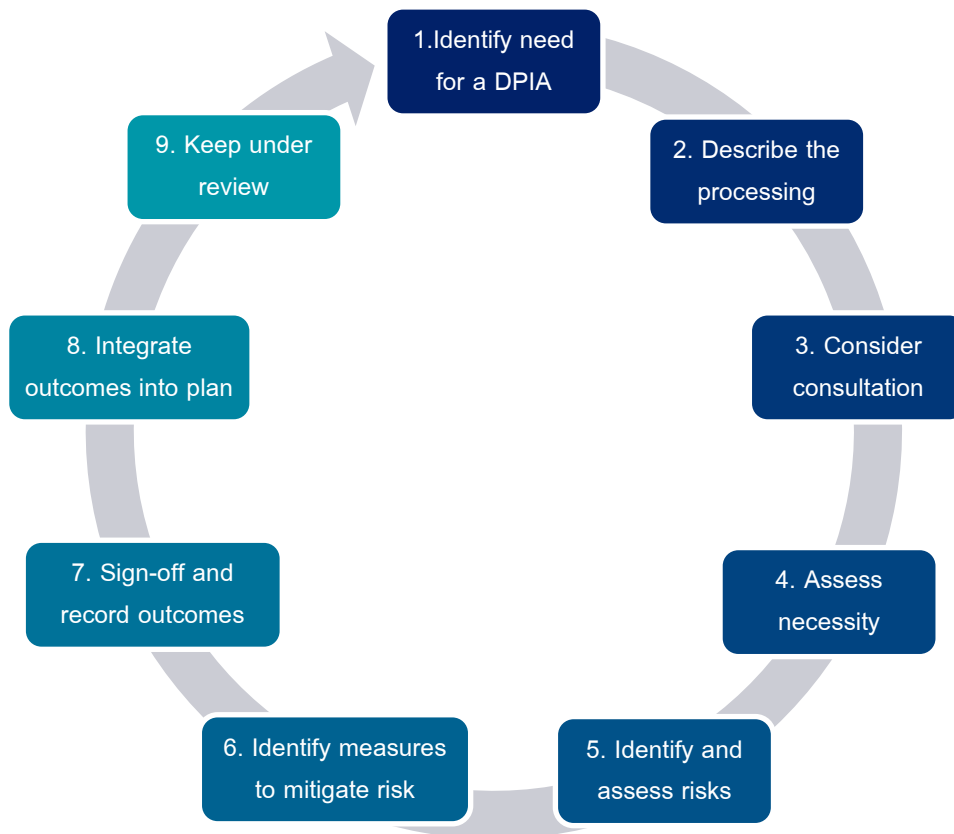 1.Identify need
for a DPIA
2. Describe the
processing
3. Consider
consultation
4. Assess
necessity
5. Identify and
assess risks
6. Identify measures
to mitigate risk
7. Sign-off and
record outcomes
8. Integrate
outcomes into plan
9. Keep under
review